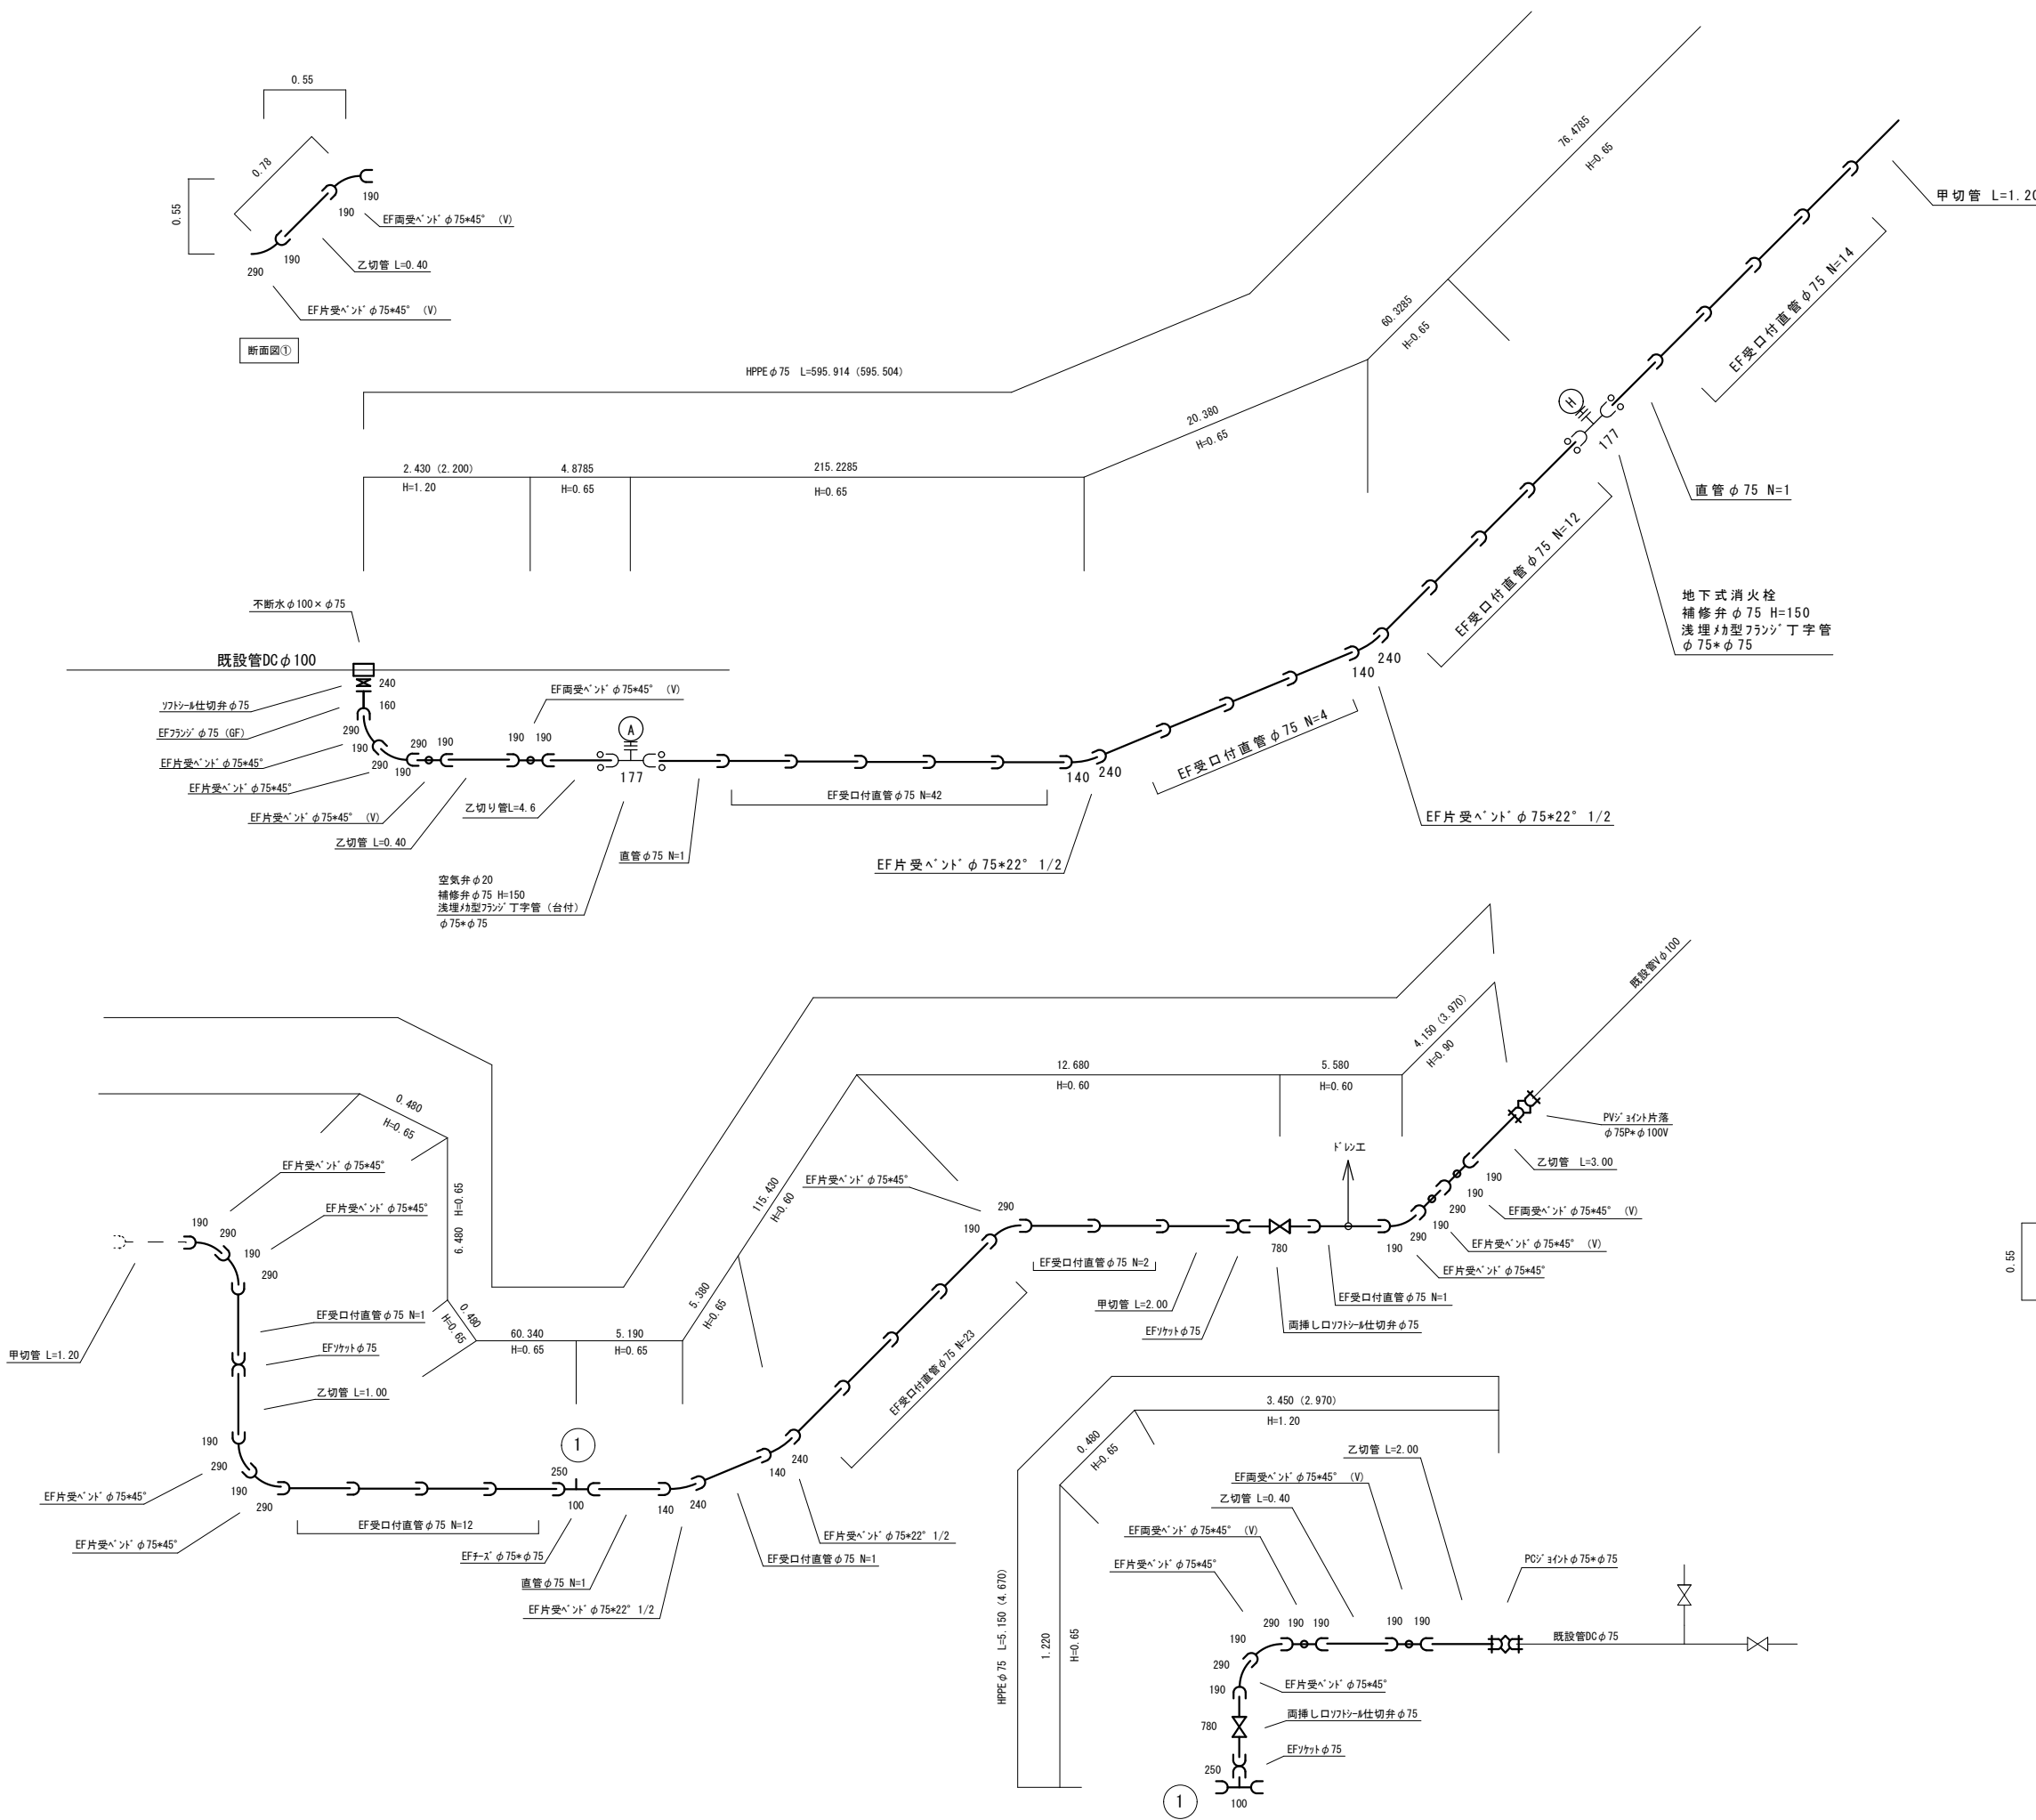 0.55
0.78
0.55
190
190
190
290
EF両受ﾍﾞﾝﾄﾞφ75*45° (V)
乙切管 L=0.40
EF片受ﾍﾞﾝﾄﾞφ75*45° (V)
断面図①
HPPEφ75 L=595.914 (595.504)
2.430 (2.200)
H=1.20
4.8785
H=0.65
215.2285
H=0.65
20.380
H=0.65
60.3285
H=0.65
76.4785
H=0.65
甲切管 L=1.20
EF受口付直管φ75 N=14
H
177
直管φ75 N=1
EF受口付直管φ75 N=12
地下式消火栓
補修弁φ75 H=150
浅埋ﾒｶ型ﾌﾗﾝｼﾞ丁字管
φ75*φ75
240
140
EF受口付直管φ75 N=4
EF片受ﾍﾞﾝﾄﾞφ75*22° 1/2
不断水φ100×φ75
既設管DCφ100
240
ｿﾌﾄｼｰﾙ仕切弁φ75
160
EFﾌﾗﾝｼﾞφ75 (GF)
290
190
EF片受ﾍﾞﾝﾄﾞφ75*45°
290
190
290
190
EF片受ﾍﾞﾝﾄﾞφ75*45°
EF片受ﾍﾞﾝﾄﾞφ75*45° (V)
乙切管 L=0.40
190
190
EF両受ﾍﾞﾝﾄﾞφ75*45° (V)
乙切り管L=4.6
A
177
直管φ75 N=1
空気弁φ20
補修弁φ75 H=150
浅埋ﾒｶ型ﾌﾗﾝｼﾞ丁字管(台付)
φ75*φ75
EF受口付直管φ75 N=42
140
240
EF片受ﾍﾞﾝﾄﾞφ75*22° 1/2
0.480
H=0.65
6.480 H=0.65
0.480
H=0.65
60.340
H=0.65
5.190
H=0.65
5.380
H=0.65
115.430
H=0.60
12.680
H=0.60
5.580
H=0.60
4.150 (3.970)
H=0.90
既設管Vφ100
PVｼﾞｮｲﾝﾄ片落
φ75P*φ100V
乙切管 L=3.00
ﾄﾞﾚﾝ工
EF片受ﾍﾞﾝﾄﾞφ75*45°
190
290
190
EF片受ﾍﾞﾝﾄﾞφ75*45°
290
甲切管 L=1.20
EF受口付直管φ75 N=1
EFｿｹｯﾄφ75
乙切管 L=1.00
190
290
190
290
EF片受ﾍﾞﾝﾄﾞφ75*45°
EF片受ﾍﾞﾝﾄﾞφ75*45°
EF受口付直管φ75 N=12
1
250
100
EFﾁｰｽﾞφ75*φ75
直管φ75 N=1
140
240
EF片受ﾍﾞﾝﾄﾞφ75*22° 1/2
140
240
EF片受ﾍﾞﾝﾄﾞφ75*22° 1/2
EF受口付直管φ75 N=1
EF受口付直管φ75 N=23
EF片受ﾍﾞﾝﾄﾞφ75*45°
190
290
EF受口付直管φ75 N=2
甲切管 L=2.00
EFｿｹｯﾄφ75
780
両挿し口ｿﾌﾄｼｰﾙ仕切弁φ75
EF受口付直管φ75 N=1
190
290
190
290
190
190
EF両受ﾍﾞﾝﾄﾞφ75*45° (V)
EF片受ﾍﾞﾝﾄﾞφ75*45° (V)
EF片受ﾍﾞﾝﾄﾞφ75*45°
0.55
3.450 (2.970)
H=1.20
0.480
H=0.65
HPPEφ75 L=5.150 (4.670)
1.220
H=0.65
乙切管 L=2.00
EF両受ﾍﾞﾝﾄﾞφ75*45° (V)
乙切管 L=0.40
EF両受ﾍﾞﾝﾄﾞφ75*45° (V)
EF片受ﾍﾞﾝﾄﾞφ75*45°
PCｼﾞｮｲﾝﾄφ75*φ75
既設管DCφ75
290
190
190
190
190
190
290
190
EF片受ﾍﾞﾝﾄﾞφ75*45°
780
両挿し口ｿﾌﾄｼｰﾙ仕切弁φ75
EFｿｹｯﾄφ75
250
1
100